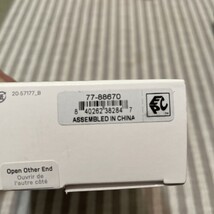 20-57177_B
77-88670
8 40262 38284 7
ASSEMBLED IN CHINA
Open Other End
Ouvrir de
l'autre côté